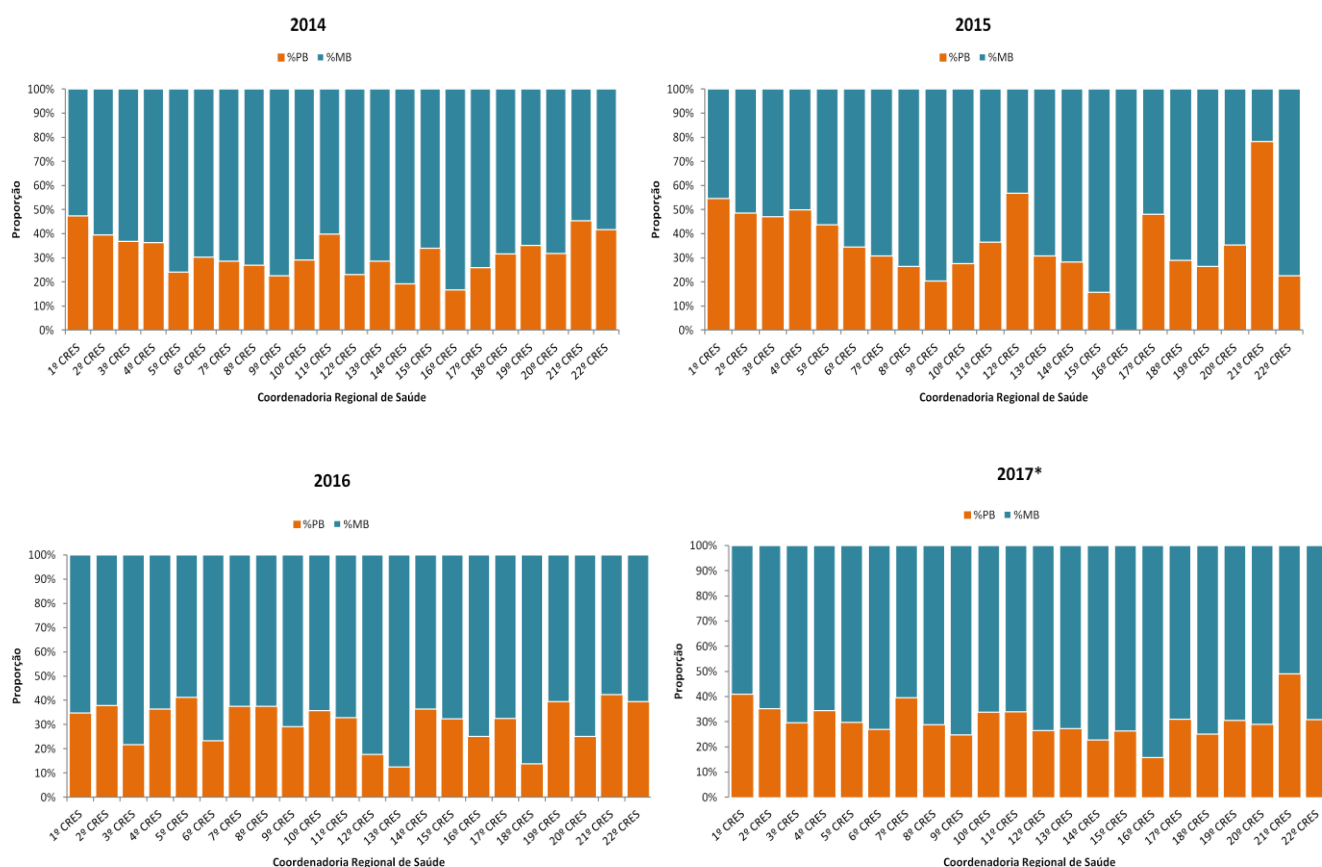 2014
%PB %MB
100%
90%
80%
70%
60%
50%
40%
30%
20%
10%
0%
Proporção
1º CRES
2º CRES
3º CRES
4º CRES
5º CRES
6º CRES
7º CRES
8º CRES
9º CRES
10º CRES
11º CRES
12º CRES
13º CRES
14º CRES
15º CRES
16º CRES
17º CRES
18º CRES
19º CRES
20º CRES
21º CRES
22º CRES
Coordenadoria Regional de Saúde
2015
%PB %MB
100%
90%
80%
70%
60%
50%
40%
30%
20%
10%
0%
Proporção
1º CRES
2º CRES
3º CRES
4º CRES
5º CRES
6º CRES
7º CRES
8º CRES
9º CRES
10º CRES
11º CRES
12º CRES
13º CRES
14º CRES
15º CRES
16º CRES
17º CRES
18º CRES
19º CRES
20º CRES
21º CRES
22º CRES
Coordenadoria Regional de Saúde
2016
%PB %MB
100%
90%
80%
70%
60%
50%
40%
30%
20%
10%
0%
Proporção
1º CRES
2º CRES
3º CRES
4º CRES
5º CRES
6º CRES
7º CRES
8º CRES
9º CRES
10º CRES
11º CRES
12º CRES
13º CRES
14º CRES
15º CRES
16º CRES
17º CRES
18º CRES
19º CRES
20º CRES
21º CRES
22º CRES
Coordenadoria Regional de Saúde
2017*
%PB %MB
100%
90%
80%
70%
60%
50%
40%
30%
20%
10%
0%
Proporção
1º CRES
2º CRES
3º CRES
4º CRES
5º CRES
6º CRES
7º CRES
8º CRES
9º CRES
10º CRES
11º CRES
12º CRES
13º CRES
14º CRES
15º CRES
16º CRES
17º CRES
18º CRES
19º CRES
20º CRES
21º CRES
22º CRES
Coordenadoria Regional de Saúde